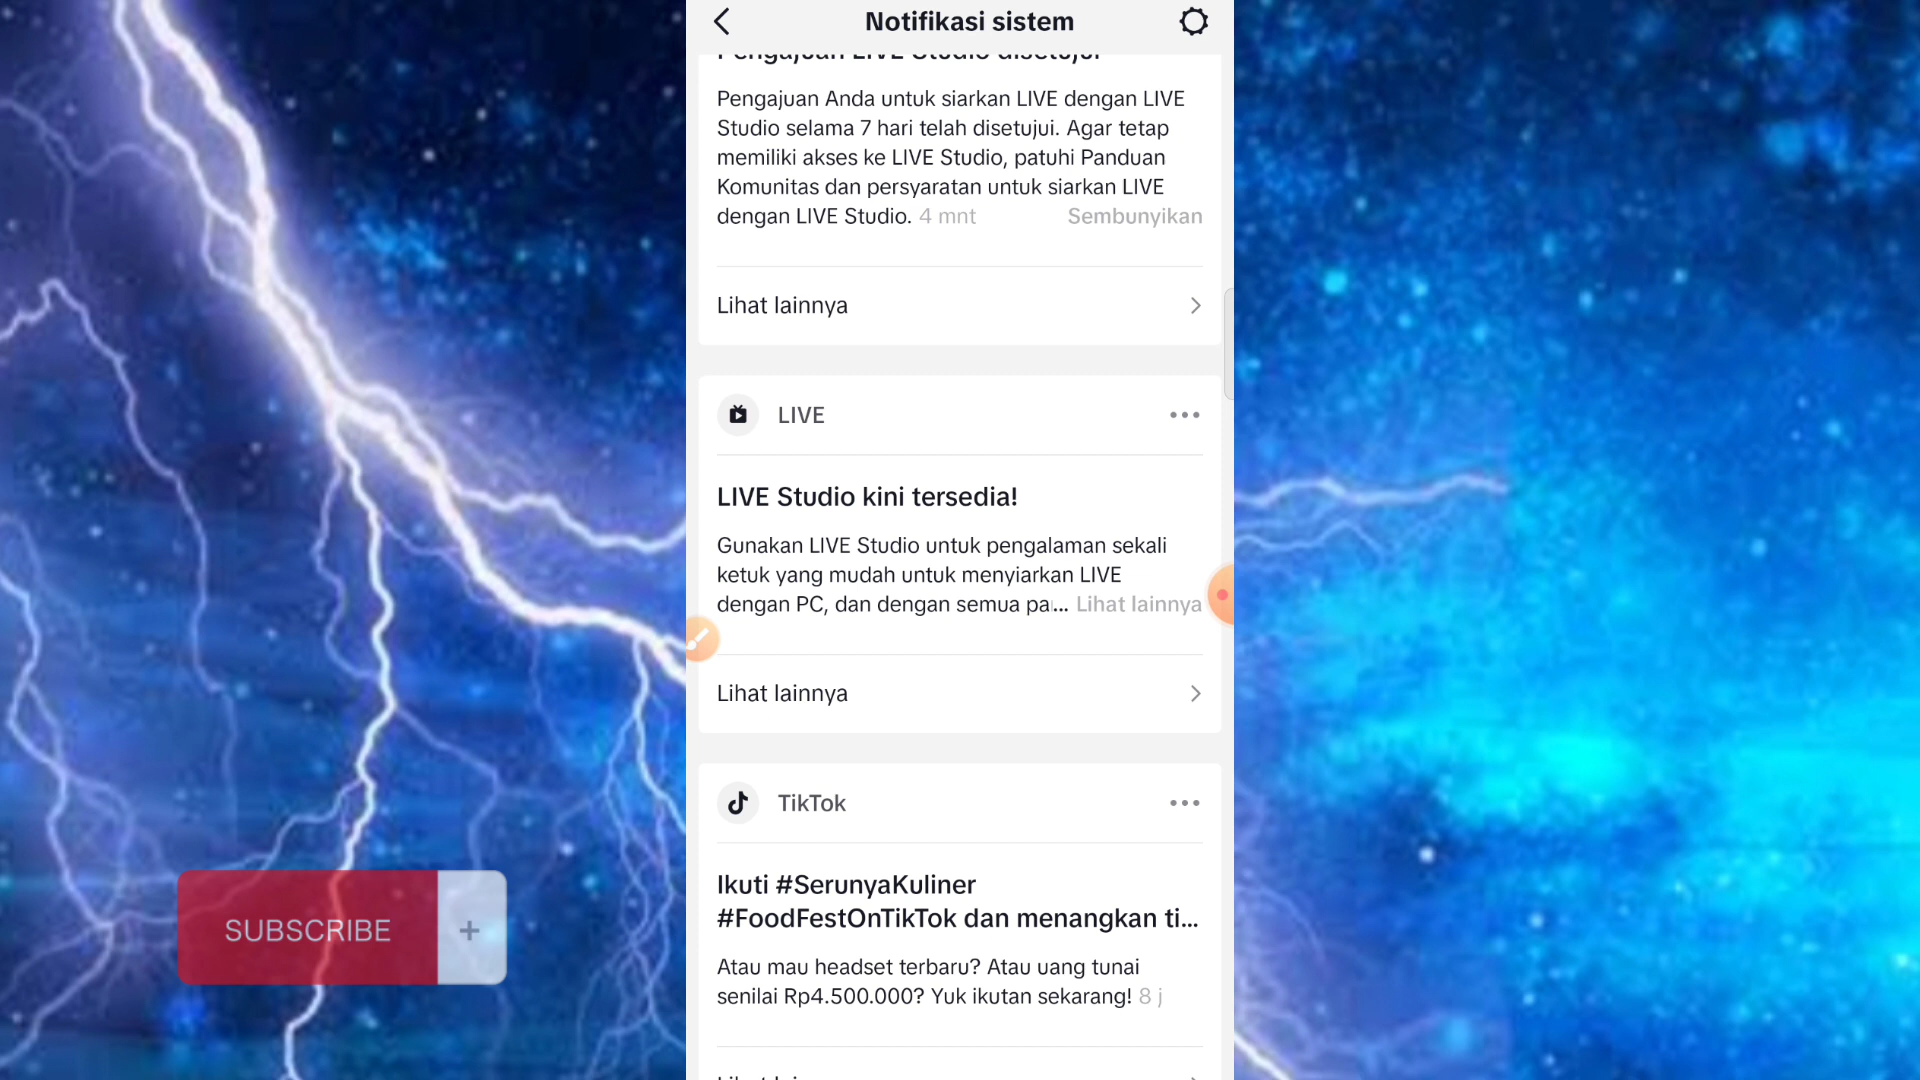 Notifikasi sistem
Pengajuan LIVE Studio disetujui
Pengajuan Anda untuk siarkan LIVE dengan LIVE
Studio selama 7 hari telah disetujui. Agar tetap
memiliki akses ke LIVE Studio, patuhi Panduan
Komunitas dan persyaratan untuk siarkan LIVE
dengan LIVE Studio. 4 mnt Sembunyikan
Lihat lainnya
LIVE
LIVE Studio kini tersedia!
Gunakan LIVE Studio untuk pengalaman sekali
ketuk yang mudah untuk menyiarkan LIVE
dengan PC, dan dengan semua pa... Lihat lainnya
Lihat lainnya
TikTok
Ikuti #SerunyaKuliner
#FoodFestOnTikTok dan menangkan ti...
Atau mau headset terbaru? Atau uang tunai
senilai Rp4.500.000? Yuk ikutan sekarang! 8 j
SUBSCRIBE +